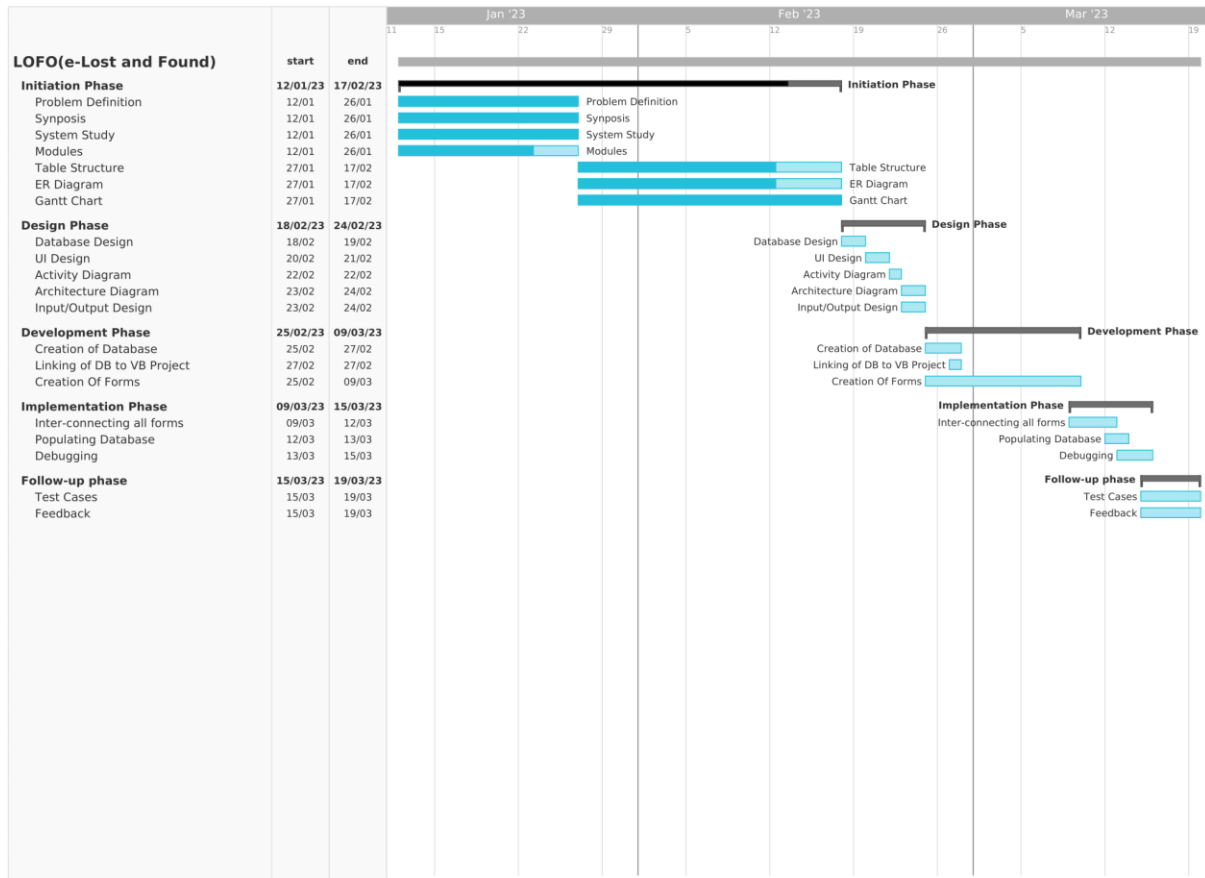 Jan '23 Feb '23 Mar '23
11 15 22 29 5 12 19 26 5 12 19
LOFO(e-Lost and Found) start end
Initiation Phase 12/01/23 17/02/23 Initiation Phase
Problem Definition 12/01 26/01 Problem Definition
Synposis 12/01 26/01 Synposis
System Study 12/01 26/01 System Study
Modules 12/01 26/01 Modules
Table Structure 27/01 17/02 Table Structure
ER Diagram 27/01 17/02 ER Diagram
Gantt Chart 27/01 17/02 Gantt Chart
Design Phase 18/02/23 24/02/23 Design Phase
Database Design 18/02 19/02 Database Design
UI Design 20/02 21/02 UI Design
Activity Diagram 22/02 22/02 Activity Diagram
Architecture Diagram 23/02 24/02 Architecture Diagram
Input/Output Design 23/02 24/02 Input/Output Design
Development Phase 25/02/23 09/03/23 Development Phase
Creation of Database 25/02 27/02 Creation of Database
Linking of DB to VB Project 27/02 27/02 Linking of DB to VB Project
Creation Of Forms 25/02 09/03 Creation Of Forms
Implementation Phase 09/03/23 15/03/23 Implementation Phase
Inter-connecting all forms 09/03 12/03 Inter-connecting all forms
Populating Database 12/03 13/03 Populating Database
Debugging 13/03 15/03 Debugging
Follow-up phase 15/03/23 19/03/23 Follow-up phase
Test Cases 15/03 19/03 Test Cases
Feedback 15/03 19/03 Feedback